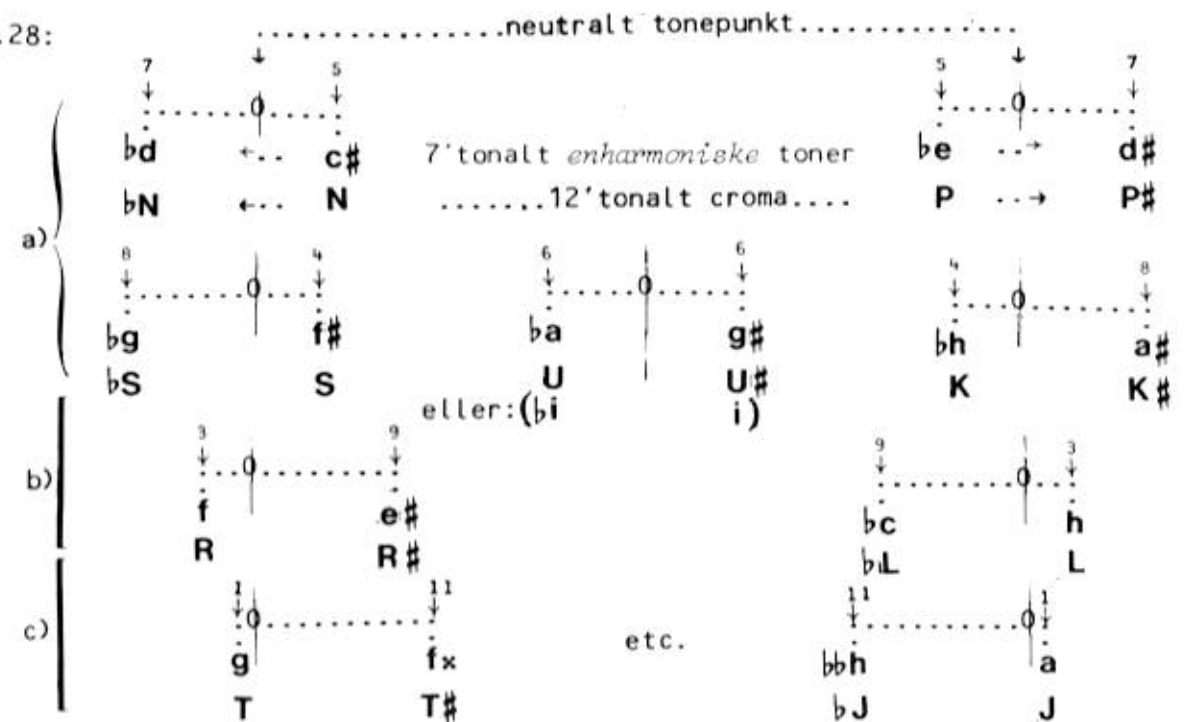 .28:
...............neutralt tonepunkt...............
7 5 5 7
0 0
♭d ←.. c♯ 7'tonalt enharmoniske toner ♭e ..→ d♯
♭N ←.. N .......12'tonalt croma.... P ..→ P♯
a)
8 4 6 6 4 8
0 0 0
♭g f♯ ♭a g♯ ♭h a♯
♭S S U U♯ K K♯
eller:(♭i i)
3 9 9 3
b) 0 0
f e♯ ♭c h
R R♯ ♭L L
1 11 11 1
c) 0 0
g fx etc. ♭♭h a
T T♯ ♭J J